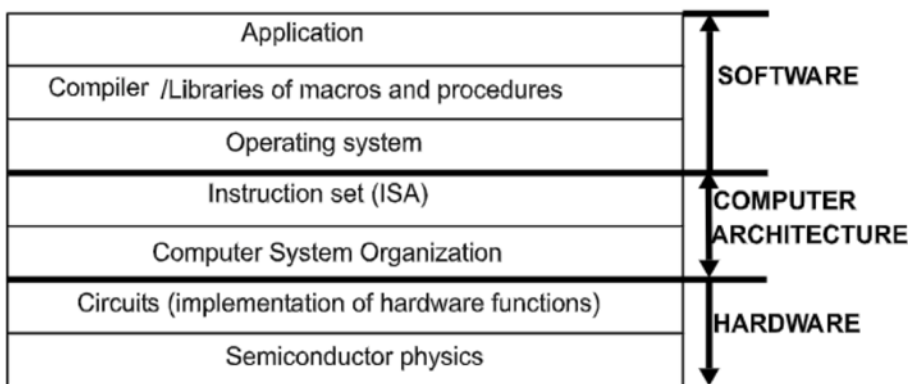 Application
SOFTWARE
Compiler /Libraries of macros and procedures
Operating system
Instruction set (ISA)
COMPUTER
ARCHITECTURE
Computer System Organization
Circuits (implementation of hardware functions)
HARDWARE
Semiconductor physics